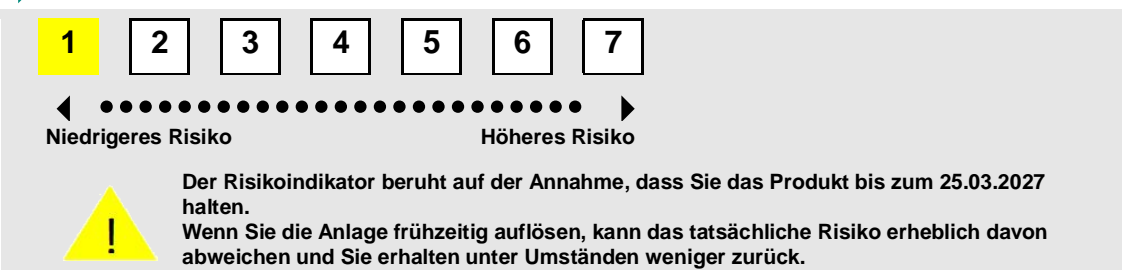 1 2 3 4 5 6 7
Niedrigeres Risiko Höheres Risiko
!
Der Risikoindikator beruht auf der Annahme, dass Sie das Produkt bis zum 25.03.2027
halten.
Wenn Sie die Anlage frühzeitig auflösen, kann das tatsächliche Risiko erheblich davon
abweichen und Sie erhalten unter Umständen weniger zurück.